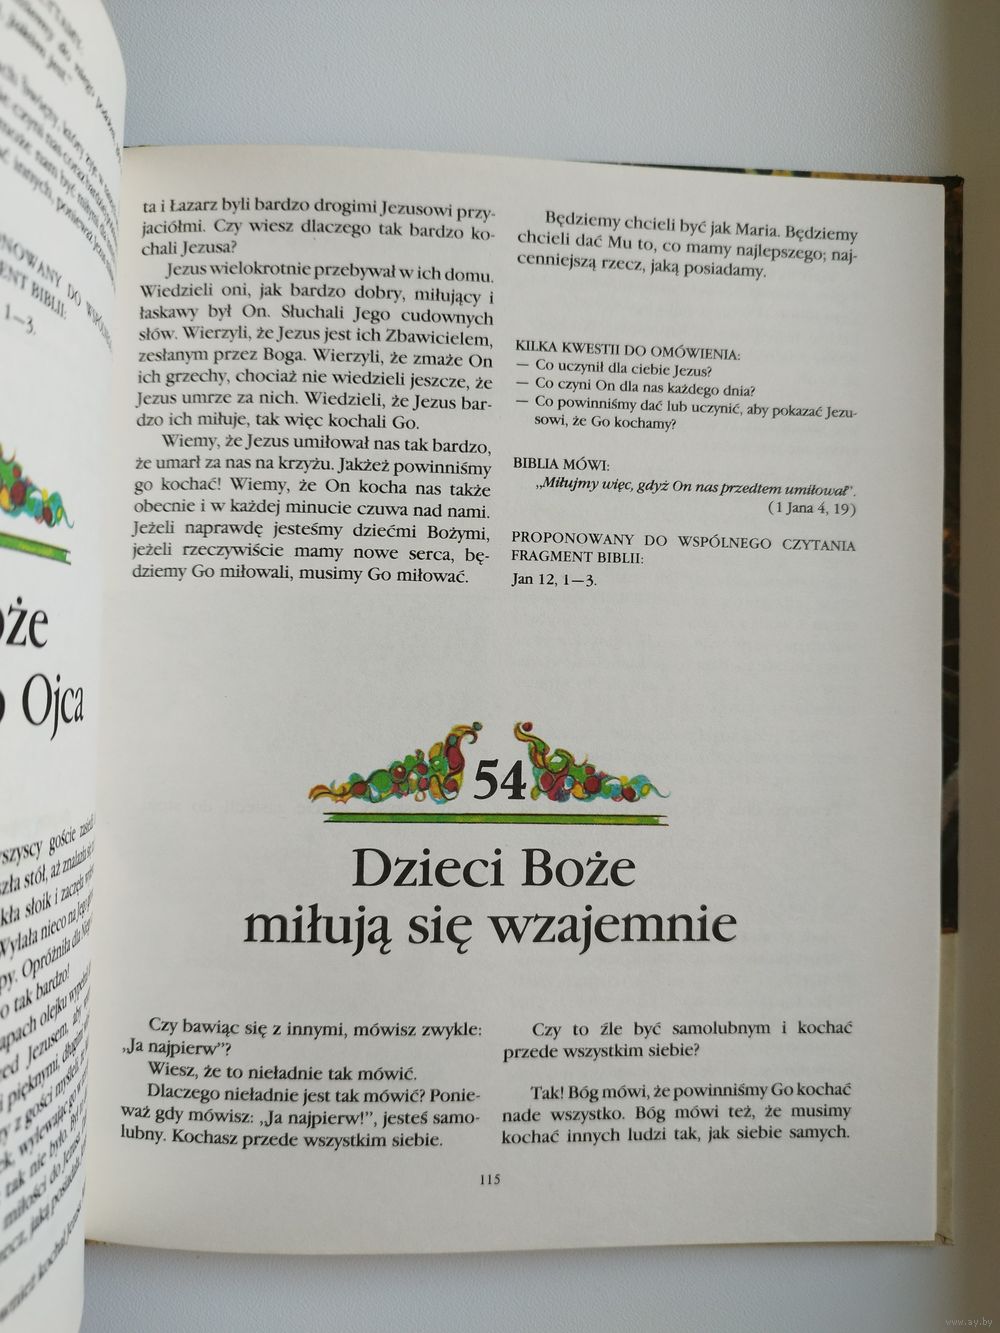 ONOWANY DO
1—3.
oże
Ojca
ta i Łazarz byli bardzo drogimi Jezusowi przy-
jaciółmi. Czy wiesz dlaczego tak bardzo ko-
chali Jezusa?
Jezus wielokrotnie przebywał w ich domu.
Wiedzieli oni, jak bardzo dobry, miłujący i
łaskawy był On. Słuchali Jego cudownych
słów. Wierzyli, że Jezus jest ich Zbawicielem,
zesłanym przez Boga. Wierzyli, że zmaże On
ich grzechy, chociaż nie wiedzieli jeszcze, że
Jezus umrze za nich. Wiedzieli, że Jezus bar-
dzo ich miłuje, tak więc kochali Go.
Wiemy, że Jezus umiłował nas tak bardzo,
że umarł za nas na krzyżu. Jakżeż powinniśmy
go kochać! Wiemy, że On kocha nas także
obecnie i w każdej minucie czuwa nad nami.
Jeżeli naprawdę jesteśmy dziećmi Bożymi,
jeżeli rzeczywiście mamy nowe serca, bę-
dziemy Go miłowali, musimy Go miłować.
Będziemy chcieli być jak Maria. Będziemy
chcieli dać Mu to, co mamy najlepszego; naj-
cenniejszą rzecz, jaką posiadamy.
KILKA KWESTII DO OMÓWIENIA:
— Co uczynił dla ciebie Jezus?
— Co czyni On dla nas każdego dnia?
— Co powinniśmy dać lub uczynić, aby pokazać Jezu-
sowi, że Go kochamy?
BIBLIA MÓWI:
„Miłujmy więc, gdyż On nas przedtem umiłował”.
(1 Jana 4, 19)
PROPONOWANY DO WSPÓLNEGO CZYTANIA
FRAGMENT BIBLII:
Jan 12, 1—3.
54
Dzieci Boże
miłują się wzajemnie
Czy bawiąc się z innymi, mówisz zwykle:
„Ja najpierw”?
Wiesz, że to nieładnie tak mówić.
Dlaczego nieładnie jest tak mówić? Ponie-
waż gdy mówisz: „Ja najpierw!”, jesteś samo-
lubny. Kochasz przede wszystkim siebie.
Czy to źle być samolubnym i kochać
przede wszystkim siebie?
Tak! Bóg mówi, że powinniśmy Go kochać
nade wszystko. Bóg mówi też, że musimy
kochać innych ludzi tak, jak siebie samych.
115
www.ay.by